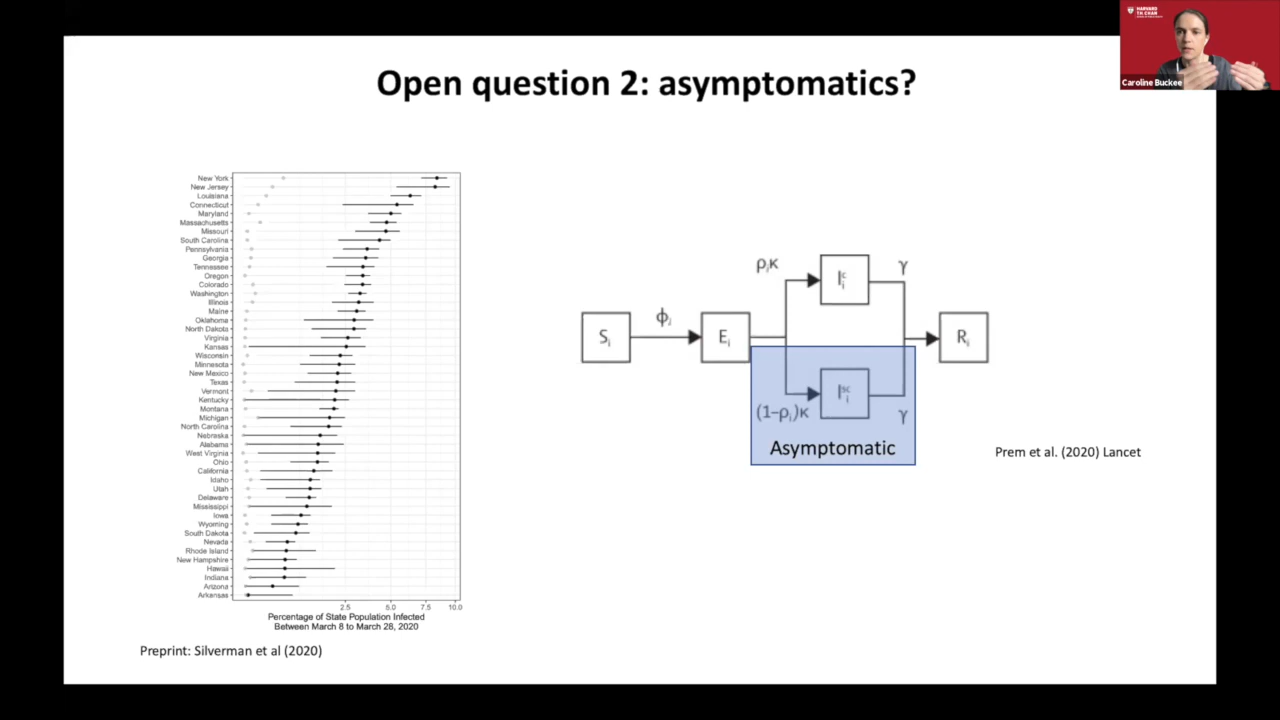 HARVARD
T.H. CHAN
Caroline Buckee
Open question 2: asymptomatics?
New York
New Jersey
Louisiana
Connecticut
Maryland
Massachusetts
Missouri
South Carolina
Pennsylvania
Georgia
Tennessee
Oregon
Colorado
Washington
Illinois
Maine
Oklahoma
North Dakota
Virginia
Kansas
Wisconsin
Minnesota
New Mexico
Texas
Vermont
Kentucky
Montana
Michigan
North Carolina
Nebraska
Alabama
West Virginia
Ohio
California
Idaho
Utah
Delaware
Mississippi
Iowa
Wyoming
South Dakota
Nevada
Rhode Island
New Hampshire
Hawaii
Indiana
Arizona
Arkansas
2.5 5.0 7.5 10.0
Percentage of State Population Infected
Between March 8 to March 28, 2020
Preprint: Silverman et al (2020)
ρᵢκ
Iᵢᶜ
γ
Sᵢ
ϕᵢ
Eᵢ
Rᵢ
(1−ρᵢ)κ
Iᵢˢᶜ
γ
Asymptomatic
Prem et al. (2020) Lancet